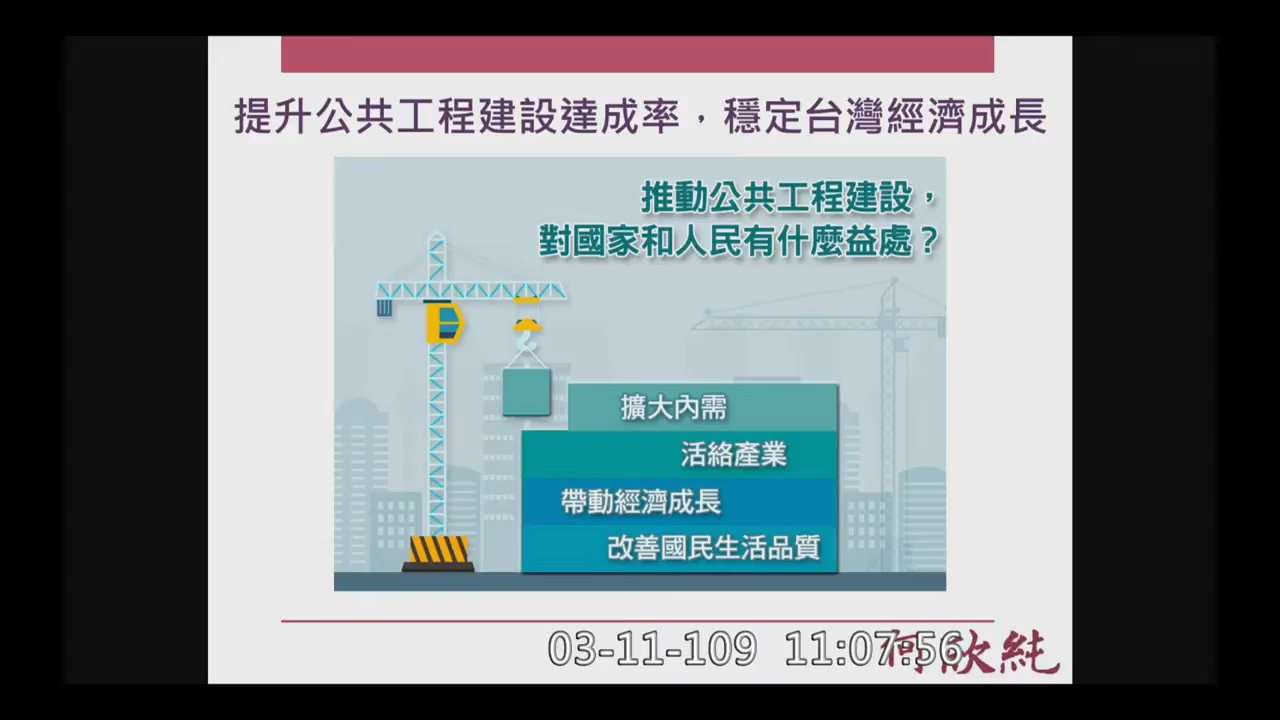 提升公共工程建設達成率，穩定台灣經濟成長
推動公共工程建設，
對國家和人民有什麼益處？
擴大內需
活絡產業
帶動經濟成長
改善國民生活品質
03-11-109 11:07:56
何欣純